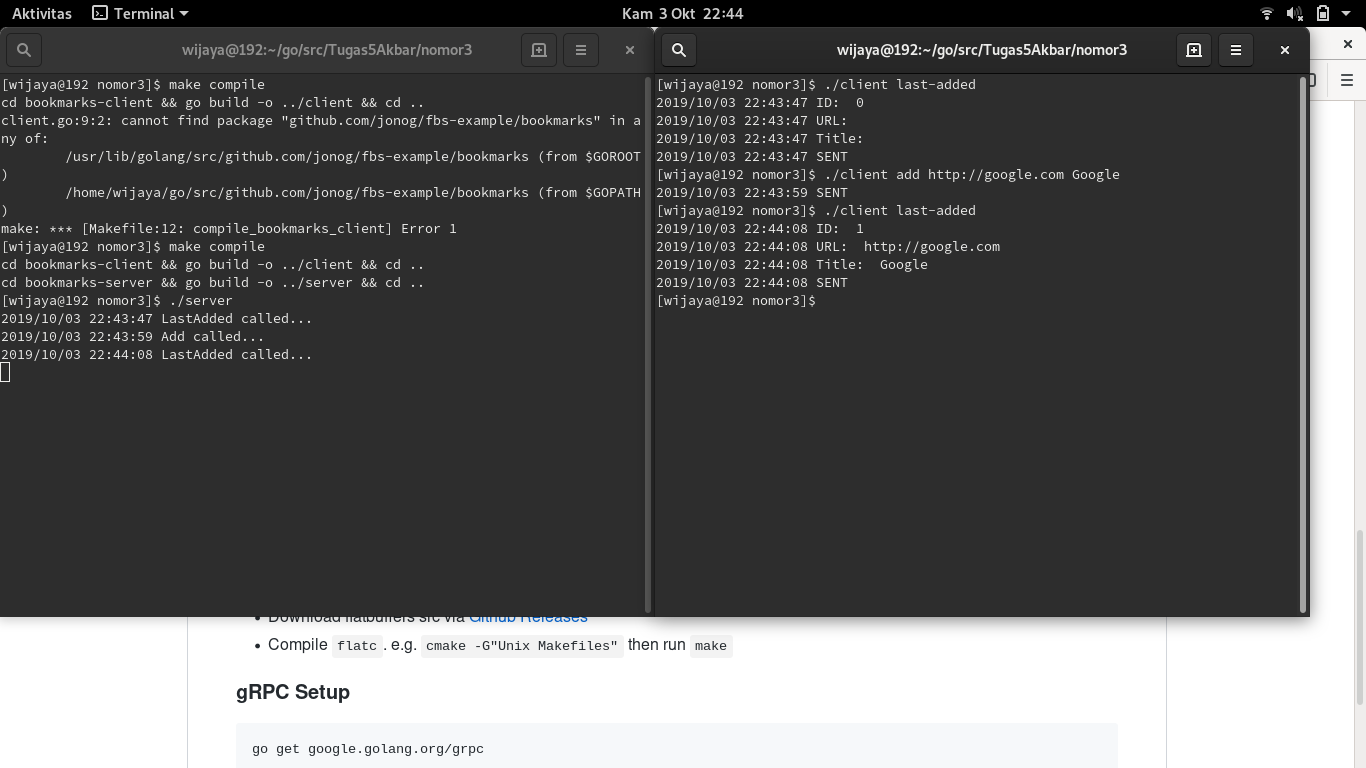 Aktivitas
Terminal
Kam 3 Okt 22:44
wijaya@192:~/go/src/Tugas5Akbar/nomor3
[wijaya@192 nomor3]$ make compile
cd bookmarks-client && go build -o ../client && cd ..
client.go:9:2: cannot find package "github.com/jonog/fbs-example/bookmarks" in a
ny of:
        /usr/lib/golang/src/github.com/jonog/fbs-example/bookmarks (from $GOROOT
)
        /home/wijaya/go/src/github.com/jonog/fbs-example/bookmarks (from $GOPATH
)
make: *** [Makefile:12: compile_bookmarks_client] Error 1
[wijaya@192 nomor3]$ make compile
cd bookmarks-client && go build -o ../client && cd ..
cd bookmarks-server && go build -o ../server && cd ..
[wijaya@192 nomor3]$ ./server
2019/10/03 22:43:47 LastAdded called...
2019/10/03 22:43:59 Add called...
2019/10/03 22:44:08 LastAdded called...
wijaya@192:~/go/src/Tugas5Akbar/nomor3
[wijaya@192 nomor3]$ ./client last-added
2019/10/03 22:43:47 ID:  0
2019/10/03 22:43:47 URL:
2019/10/03 22:43:47 Title:
2019/10/03 22:43:47 SENT
[wijaya@192 nomor3]$ ./client add http://google.com Google
2019/10/03 22:43:59 SENT
[wijaya@192 nomor3]$ ./client last-added
2019/10/03 22:44:08 ID:  1
2019/10/03 22:44:08 URL:  http://google.com
2019/10/03 22:44:08 Title:  Google
2019/10/03 22:44:08 SENT
[wijaya@192 nomor3]$
• Download flatbuffers src via Github Releases
• Compile flatc. e.g. cmake -G"Unix Makefiles" then run make
gRPC Setup
go get google.golang.org/grpc